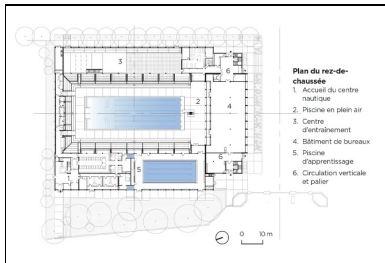 3
6
2
4
1
5
6
Plan du rez-de-
chaussée
1. Accueil du centre
nautique
2. Piscine en plein air
3. Centre
d'entraînement
4. Bâtiment de bureaux
5. Piscine
d'apprentissage
6. Circulation verticale
et palier
0 10 m